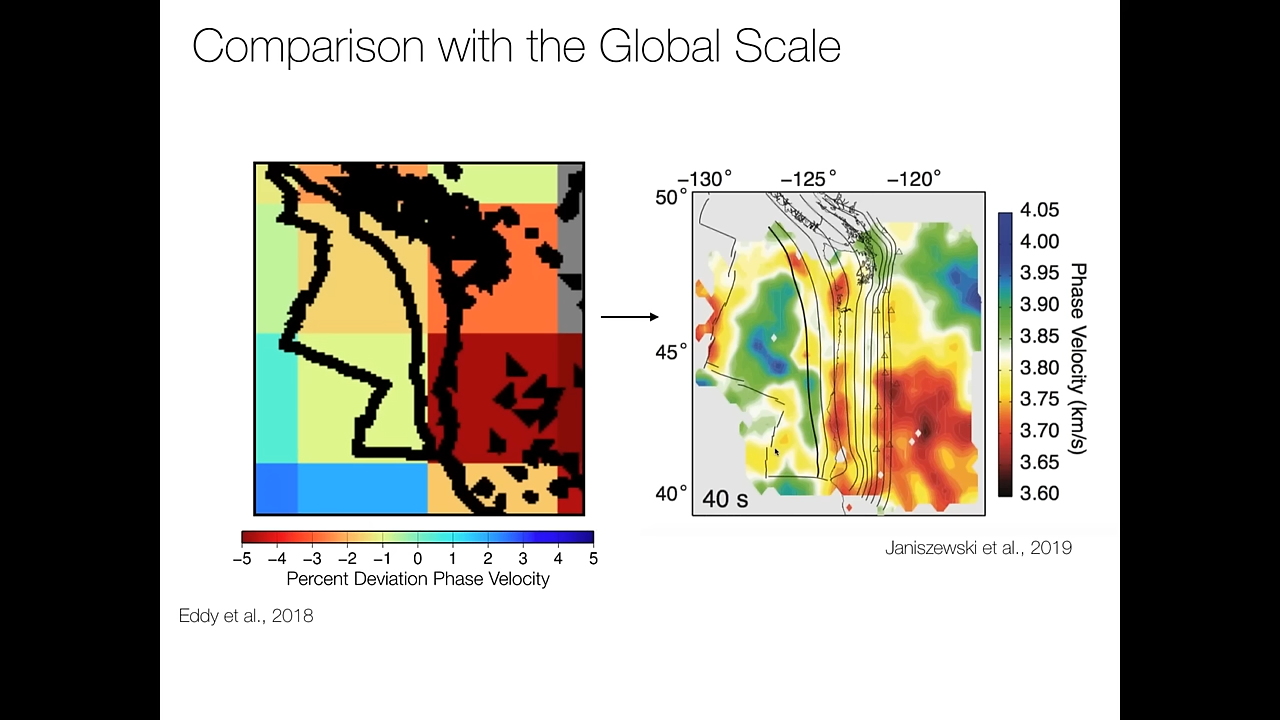 Comparison with the Global Scale
−130° −125° −120°
50°
45°
40°
40 s
4.05
4.00
3.95
3.90
3.85
3.80
3.75
3.70
3.65
3.60
Phase Velocity (km/s)
−5 −4 −3 −2 −1 0 1 2 3 4 5
Percent Deviation Phase Velocity
Janiszewski et al., 2019
Eddy et al., 2018